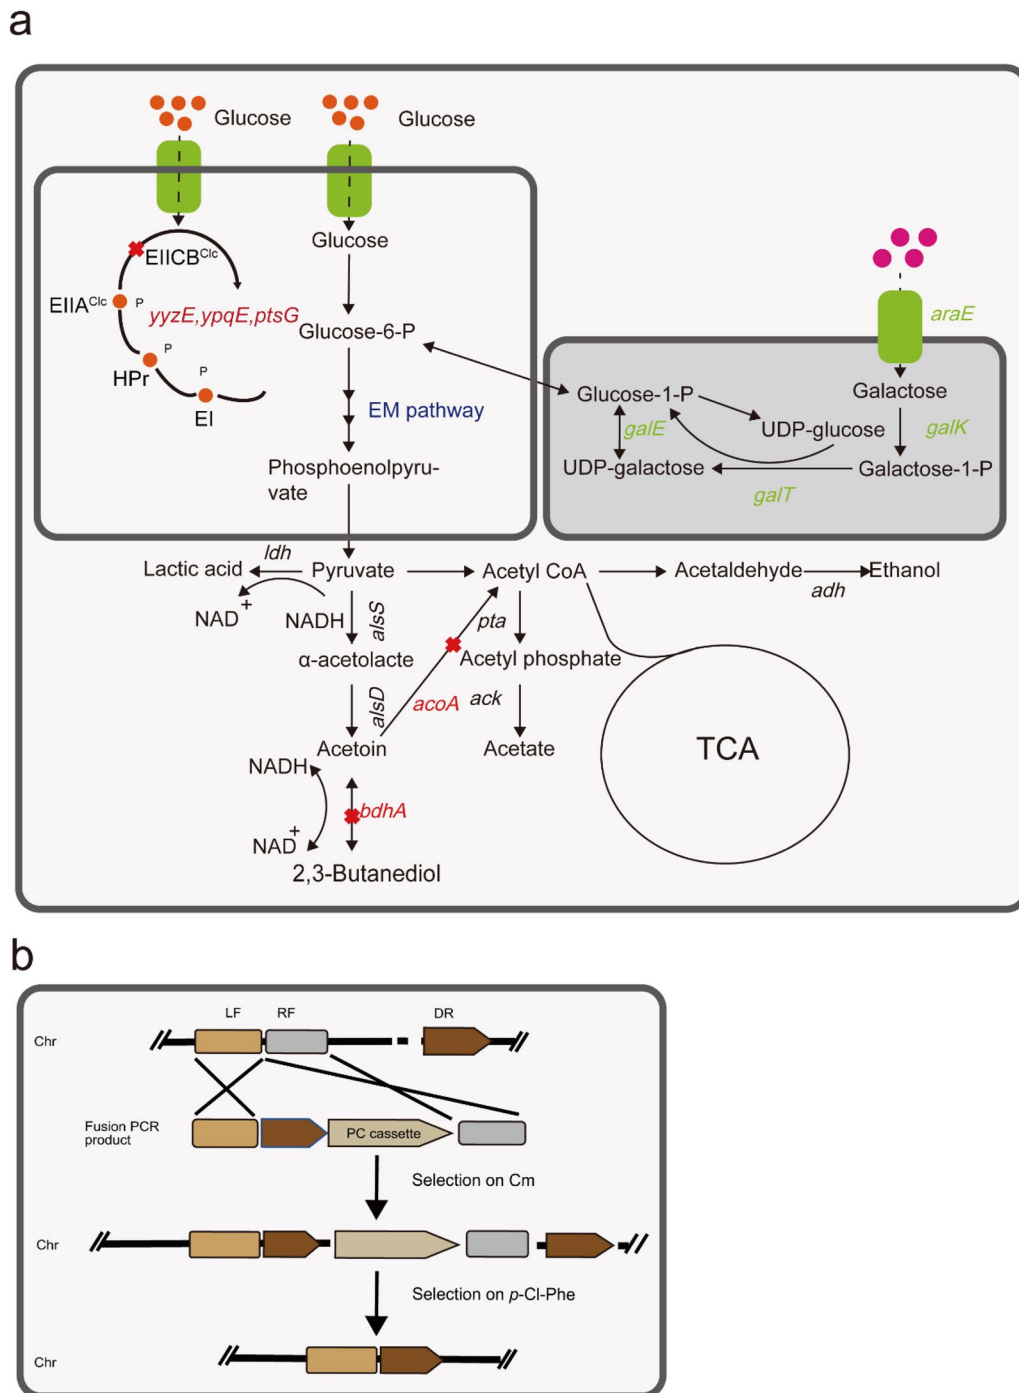 a
Glucose
Glucose
Glucose
EIICB^Clc
EIIA^Clc
P
yyzE,ypqE,ptsG
P
HPr
P
EI
Glucose-6-P
EM pathway
Phosphoenolpyru-
vate
araE
Galactose
Glucose-1-P
galK
UDP-glucose
galE
UDP-galactose
Galactose-1-P
galT
ldh
Lactic acid
Pyruvate
Acetyl CoA
Acetaldehyde
Ethanol
adh
NAD+
NADH
alsS
pta
α-acetolacte
Acetyl phosphate
alsD
acoA
ack
Acetoin
Acetate
TCA
NADH
bdhA
NAD+
2,3-Butanediol
b
LF
RF
DR
Chr
Fusion PCR
product
PC cassette
Selection on Cm
Chr
Selection on p-Cl-Phe
Chr